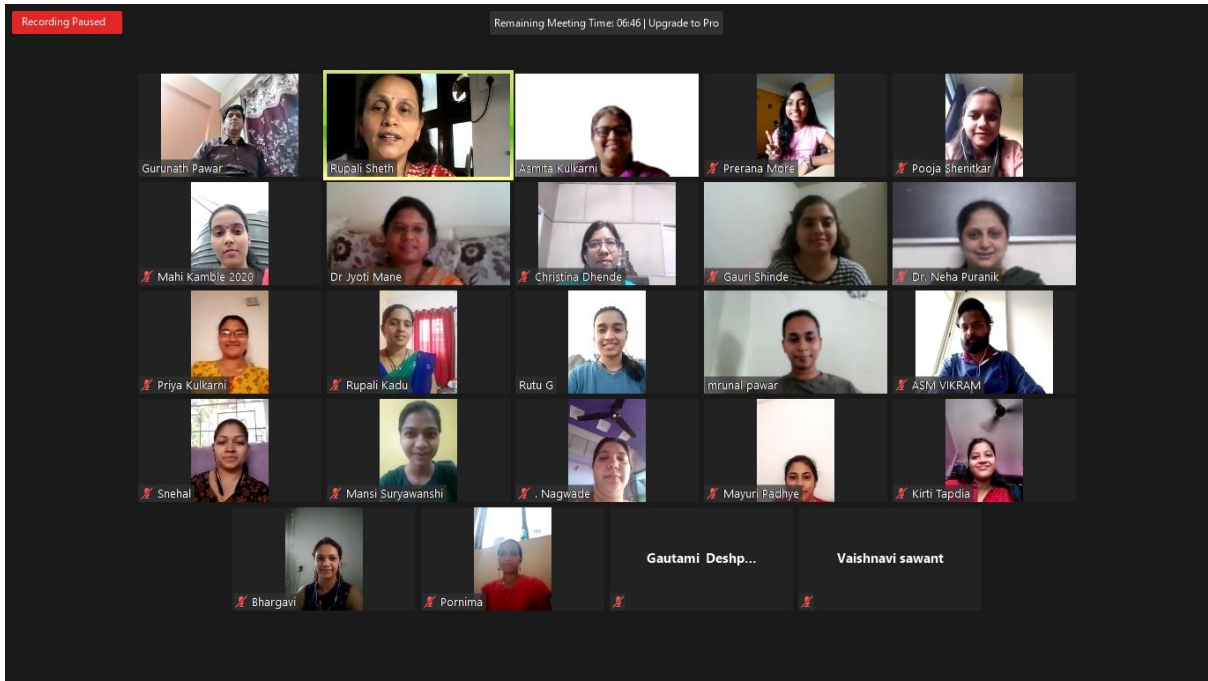 Recording Paused
Remaining Meeting Time: 06:46 | Upgrade to Pro
Gurunath Pawar
Rupali Sheth
Asmita Kulkarni
Prerana More
Pooja Shenitkar
Mahi Kamble 2020
Dr Jyoti Mane
Christina Dhende
Gauri Shinde
Dr. Neha Puranik
Priya Kulkarni
Rupali Kadu
Rutu G
mrunal pawar
ASM VIKRAM
Snehal
Mansi Suryawanshi
. Nagwade
Mayuri Padhye
Kirti Tapdia
Bhargavi
Pornima
Gautami Deshp...
Vaishnavi sawant